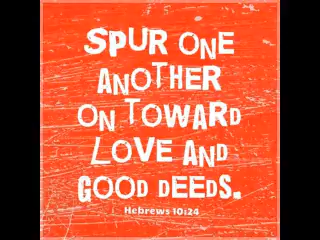 SPUR ONE
ANOTHER
ON TOWARD
LOVE AND
GOOD DEEDS.
Hebrews 10:24